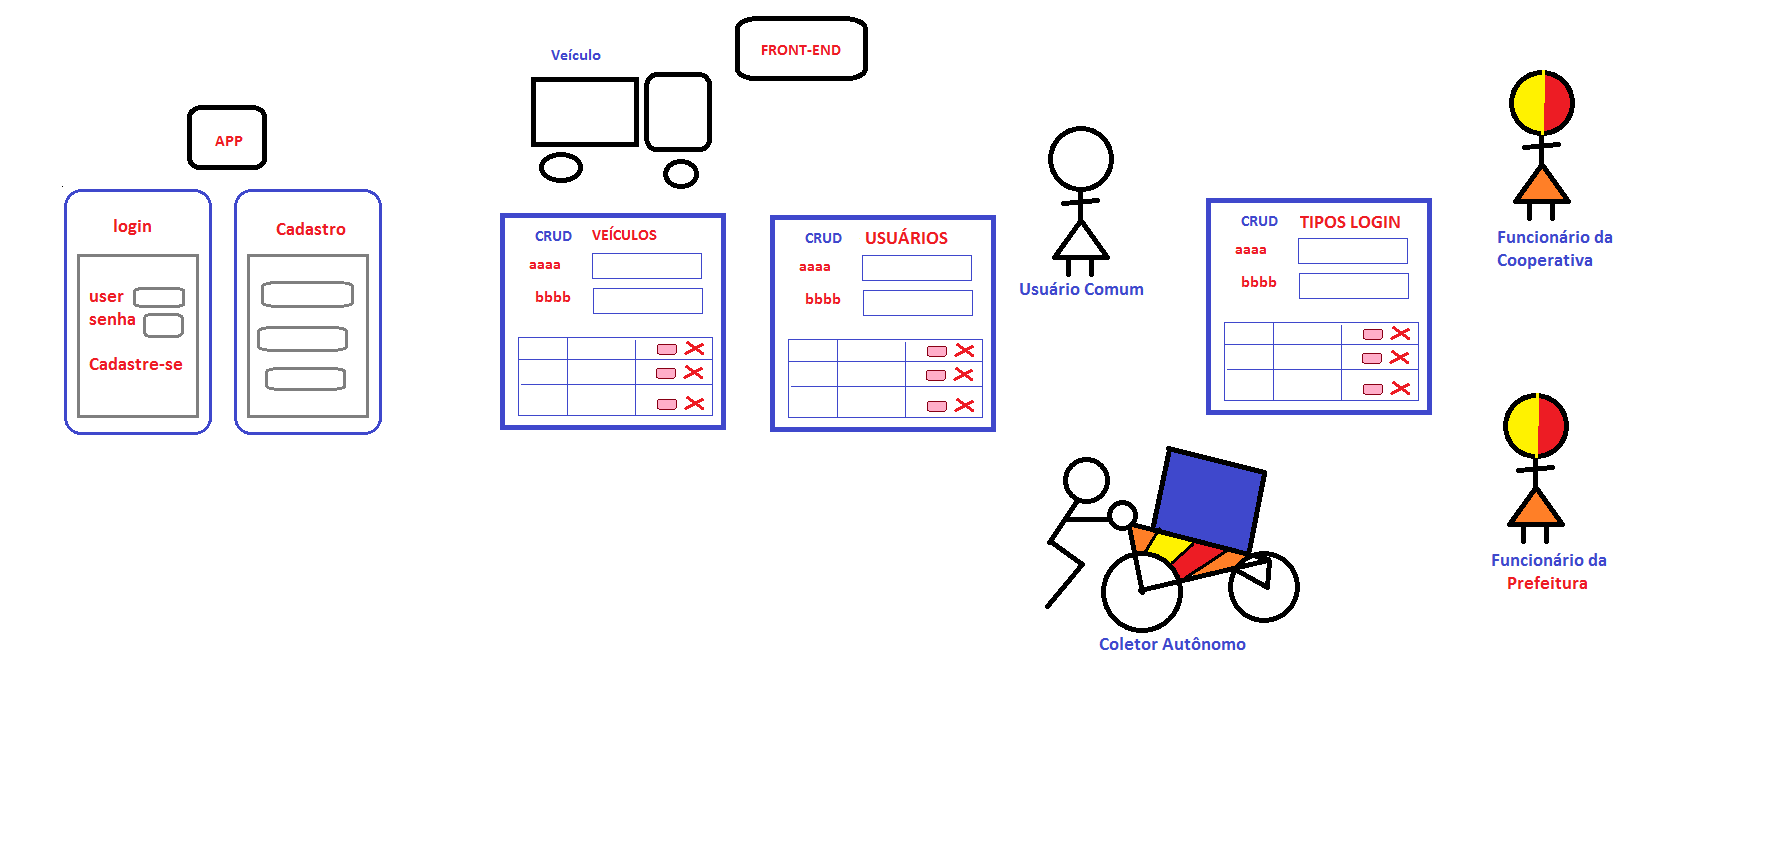 FRONT-END
Veículo
APP
login
user
senha
Cadastre-se
Cadastro
CRUD VEÍCULOS
aaaa
bbbb
CRUD USUÁRIOS
aaaa
bbbb
Usuário Comum
CRUD TIPOS LOGIN
aaaa
bbbb
Funcionário da
Cooperativa
Coletor Autônomo
Funcionário da
Prefeitura